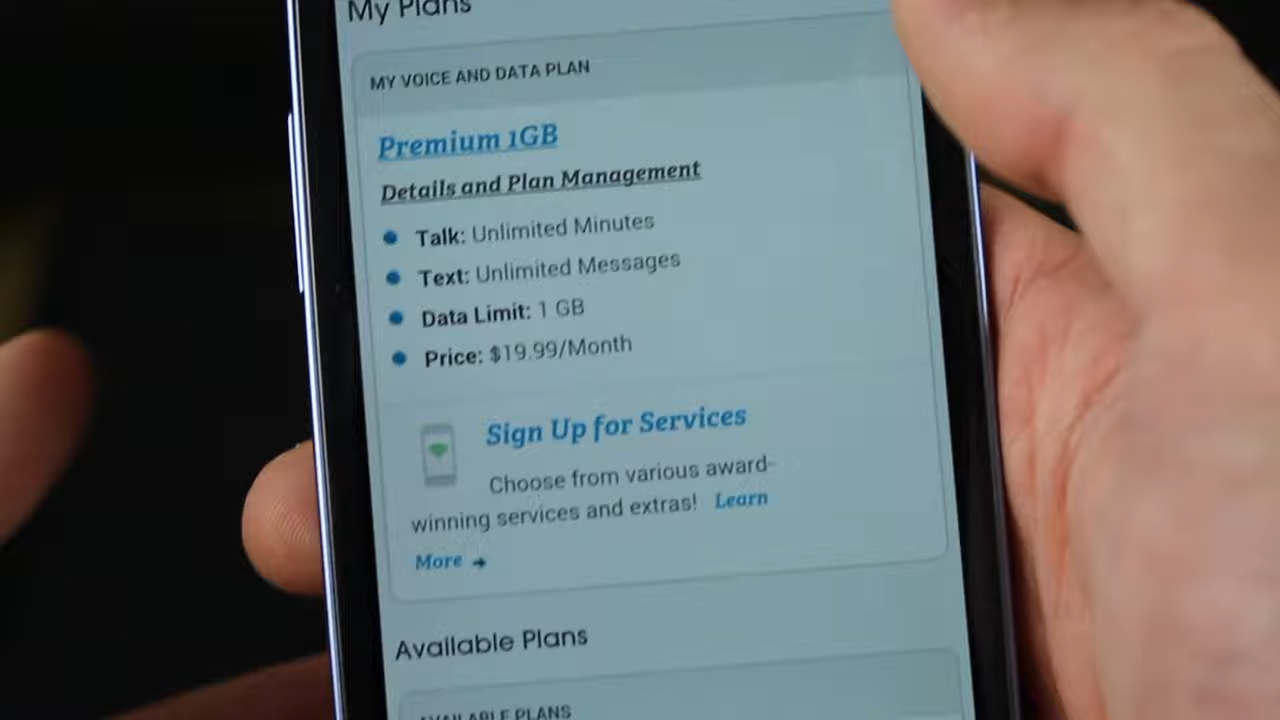 My Plans
MY VOICE AND DATA PLAN
Premium 1GB
Details and Plan Management
Talk: Unlimited Minutes
Text: Unlimited Messages
Data Limit: 1 GB
Price: $19.99/Month
Sign Up for Services
Choose from various award-
winning services and extras! Learn
More →
Available Plans
AVAILABLE PLANS